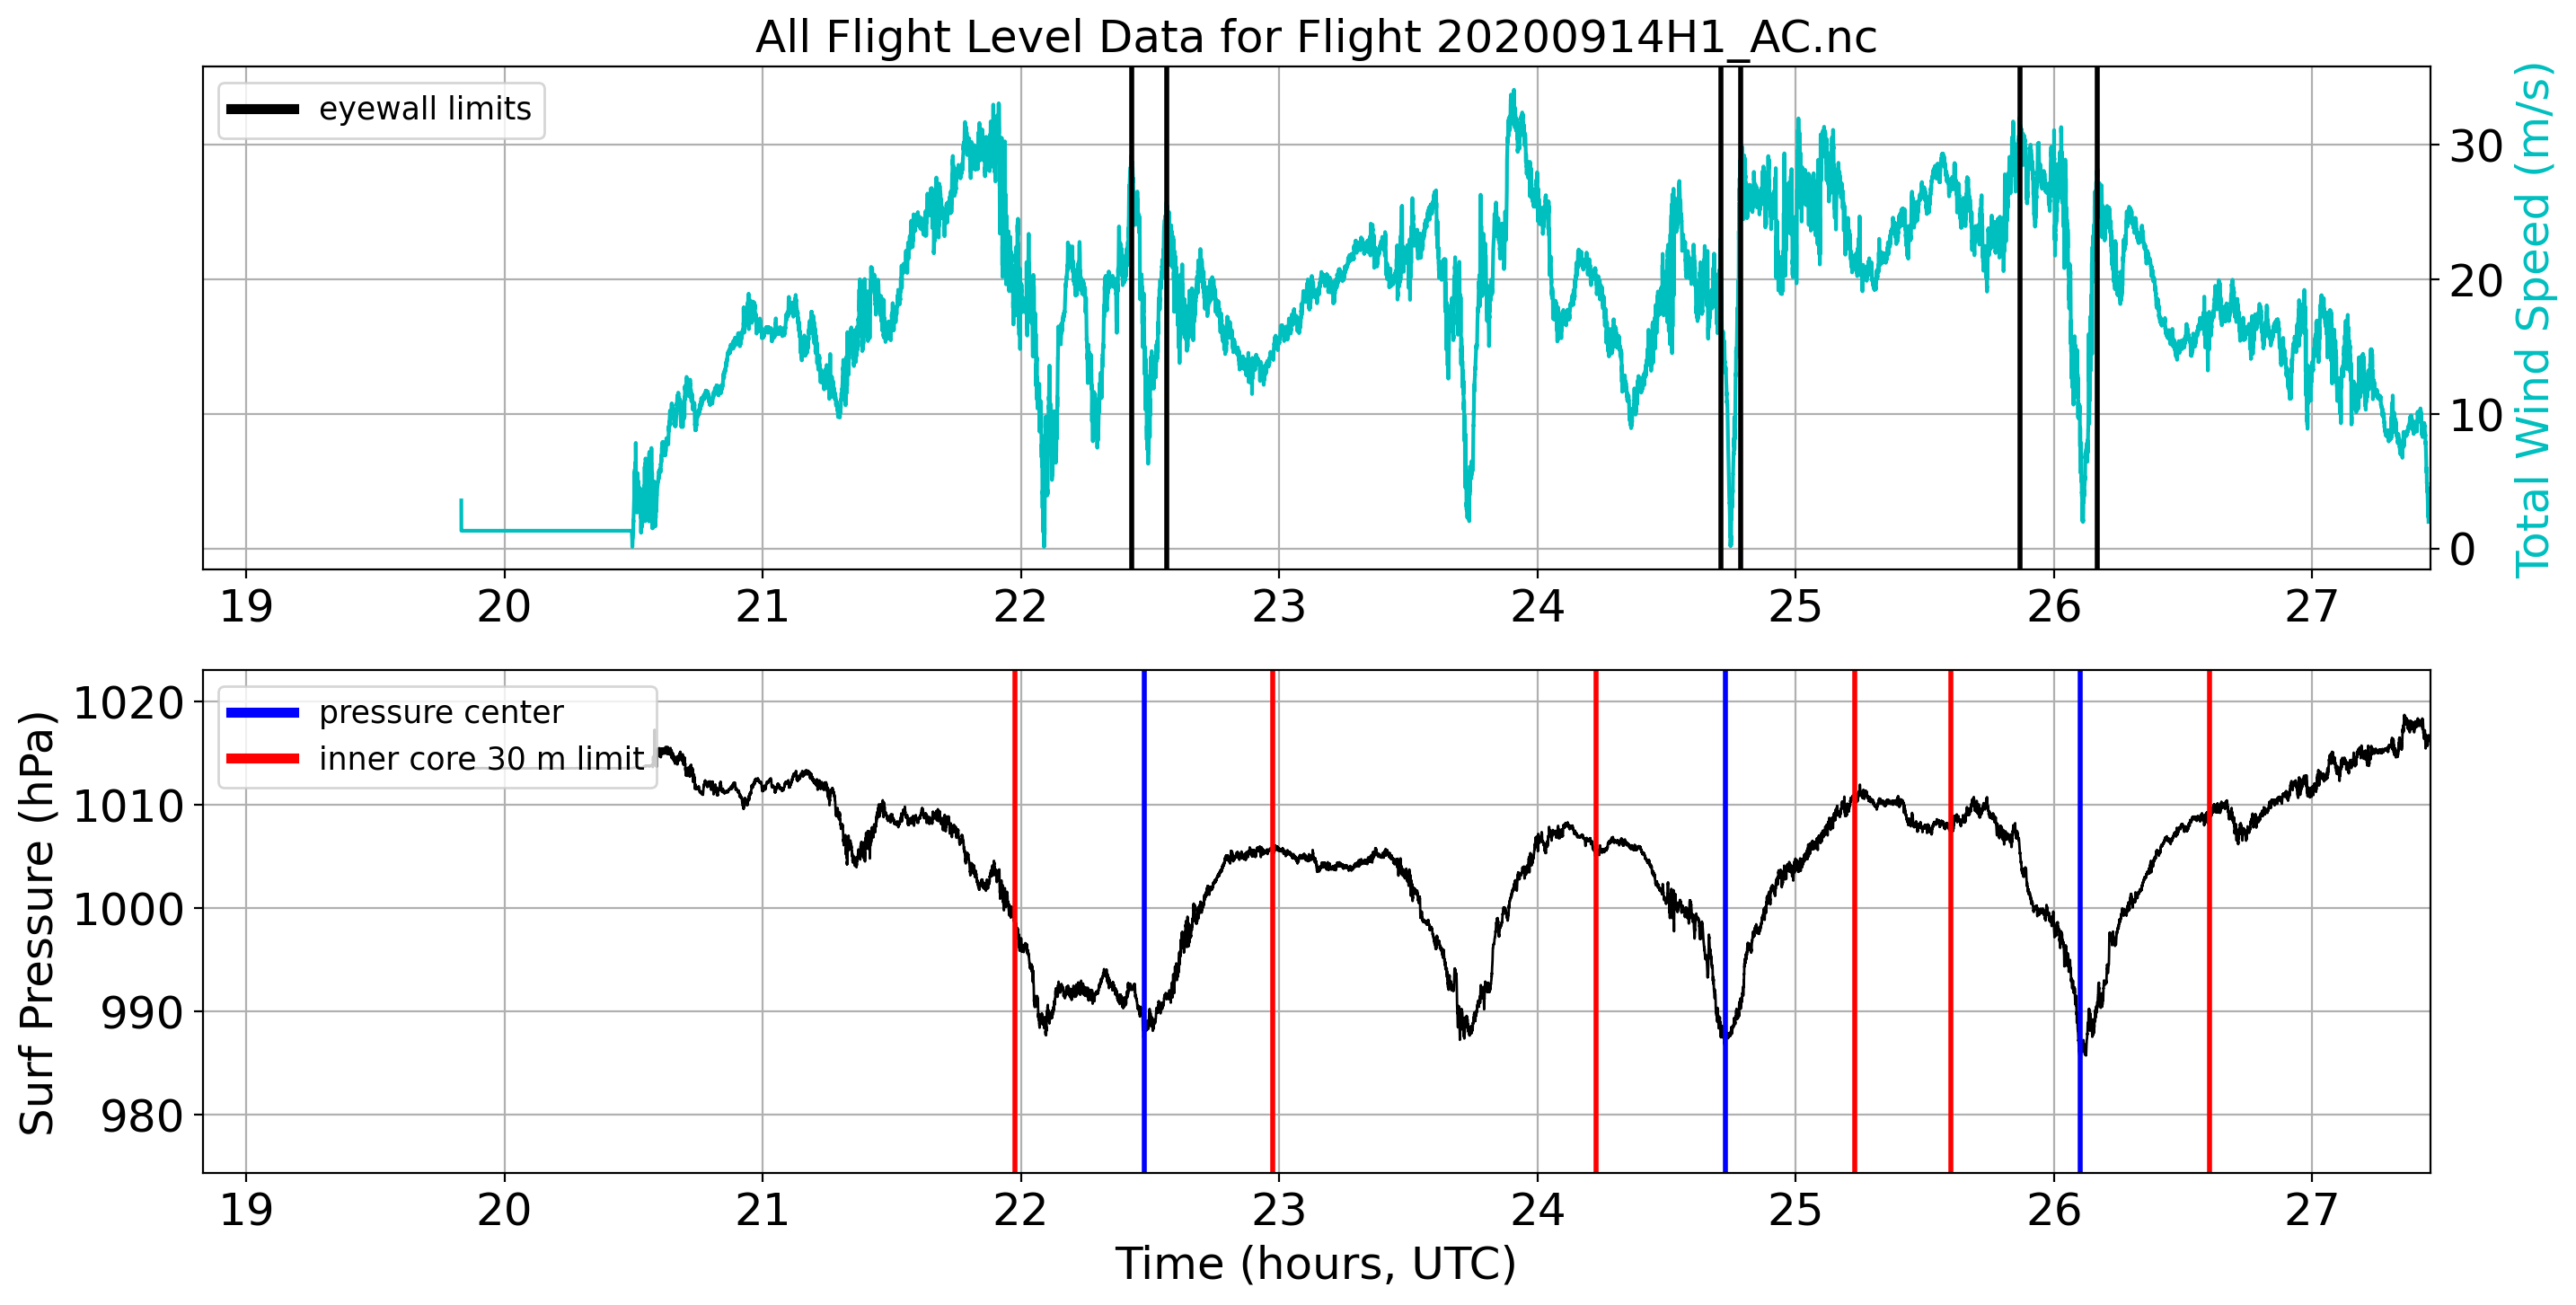 All Flight Level Data for Flight 20200914H1_AC.nc
eyewall limits
30
20
10
0
Total Wind Speed (m/s)
19 20 21 22 23 24 25 26 27
1020
1010
1000
990
980
Surf Pressure (hPa)
pressure center
inner core 30 m limit
19 20 21 22 23 24 25 26 27
Time (hours, UTC)